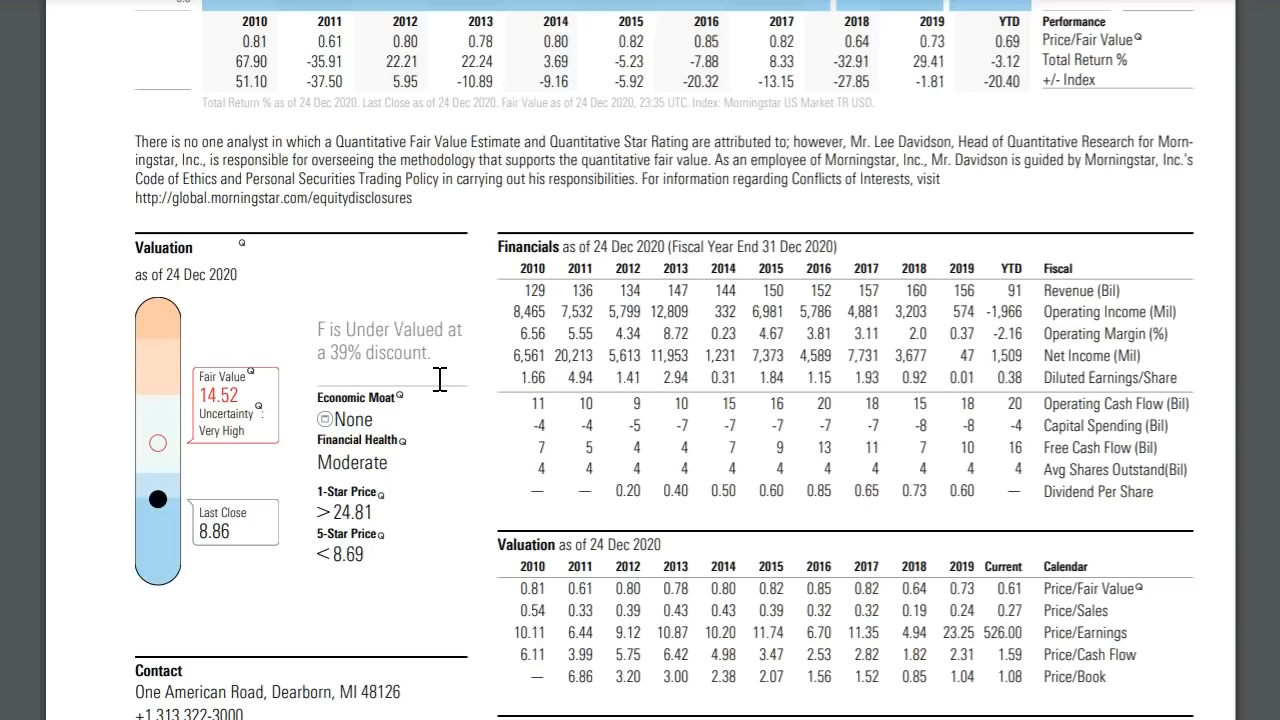 2010 2011 2012 2013 2014 2015 2016 2017 2018 2019 YTD Performance
0.81 0.61 0.80 0.78 0.80 0.82 0.85 0.82 0.64 0.73 0.69 Price/Fair Value Q
67.90 -35.91 22.21 22.24 3.69 -5.23 -7.88 8.33 -32.91 29.41 -3.12 Total Return %
51.10 -37.50 5.95 -10.89 -9.16 -5.92 -20.32 -13.15 -27.85 -1.81 -20.40 +/- Index
Total Return % as of 24 Dec 2020. Last Close as of 24 Dec 2020. Fair Value as of 24 Dec 2020, 23:35 UTC. Index: Morningstar US Market TR USD.
There is no one analyst in which a Quantitative Fair Value Estimate and Quantitative Star Rating are attributed to; however, Mr. Lee Davidson, Head of Quantitative Research for Morn-
ingstar, Inc., is responsible for overseeing the methodology that supports the quantitative fair value. As an employee of Morningstar, Inc., Mr. Davidson is guided by Morningstar, Inc.'s
Code of Ethics and Personal Securities Trading Policy in carrying out his responsibilities. For information regarding Conflicts of Interests, visit
http://global.morningstar.com/equitydisclosures
Valuation Q
as of 24 Dec 2020
F is Under Valued at
a 39% discount.
Fair Value Q
14.52
Uncertainty Q :
Very High
Last Close
8.86
Economic Moat Q
None
Financial Health Q
Moderate
1-Star Price Q
>24.81
5-Star Price Q
<8.69
Contact
One American Road, Dearborn, MI 48126
+1 313 322-3000
Financials as of 24 Dec 2020 (Fiscal Year End 31 Dec 2020)
2010 2011 2012 2013 2014 2015 2016 2017 2018 2019 YTD Fiscal
129 136 134 147 144 150 152 157 160 156 91 Revenue (Bil)
8,465 7,532 5,799 12,809 332 6,981 5,786 4,881 3,203 574 -1,966 Operating Income (Mil)
6.56 5.55 4.34 8.72 0.23 4.67 3.81 3.11 2.0 0.37 -2.16 Operating Margin (%)
6,561 20,213 5,613 11,953 1,231 7,373 4,589 7,731 3,677 47 1,509 Net Income (Mil)
1.66 4.94 1.41 2.94 0.31 1.84 1.15 1.93 0.92 0.01 0.38 Diluted Earnings/Share
11 10 9 10 15 16 20 18 15 18 20 Operating Cash Flow (Bil)
-4 -4 -5 -7 -7 -7 -7 -7 -8 -8 -4 Capital Spending (Bil)
7 5 4 4 7 9 13 11 7 10 16 Free Cash Flow (Bil)
4 4 4 4 4 4 4 4 4 4 4 Avg Shares Outstand(Bil)
— — 0.20 0.40 0.50 0.60 0.85 0.65 0.73 0.60 — Dividend Per Share
Valuation as of 24 Dec 2020
2010 2011 2012 2013 2014 2015 2016 2017 2018 2019 Current Calendar
0.81 0.61 0.80 0.78 0.80 0.82 0.85 0.82 0.64 0.73 0.61 Price/Fair Value Q
0.54 0.33 0.39 0.43 0.43 0.39 0.32 0.32 0.19 0.24 0.27 Price/Sales
10.11 6.44 9.12 10.87 10.20 11.74 6.70 11.35 4.94 23.25 526.00 Price/Earnings
6.11 3.99 5.75 6.42 4.98 3.47 2.53 2.82 1.82 2.31 1.59 Price/Cash Flow
— 6.86 3.20 3.00 2.38 2.07 1.56 1.52 0.85 1.04 1.08 Price/Book